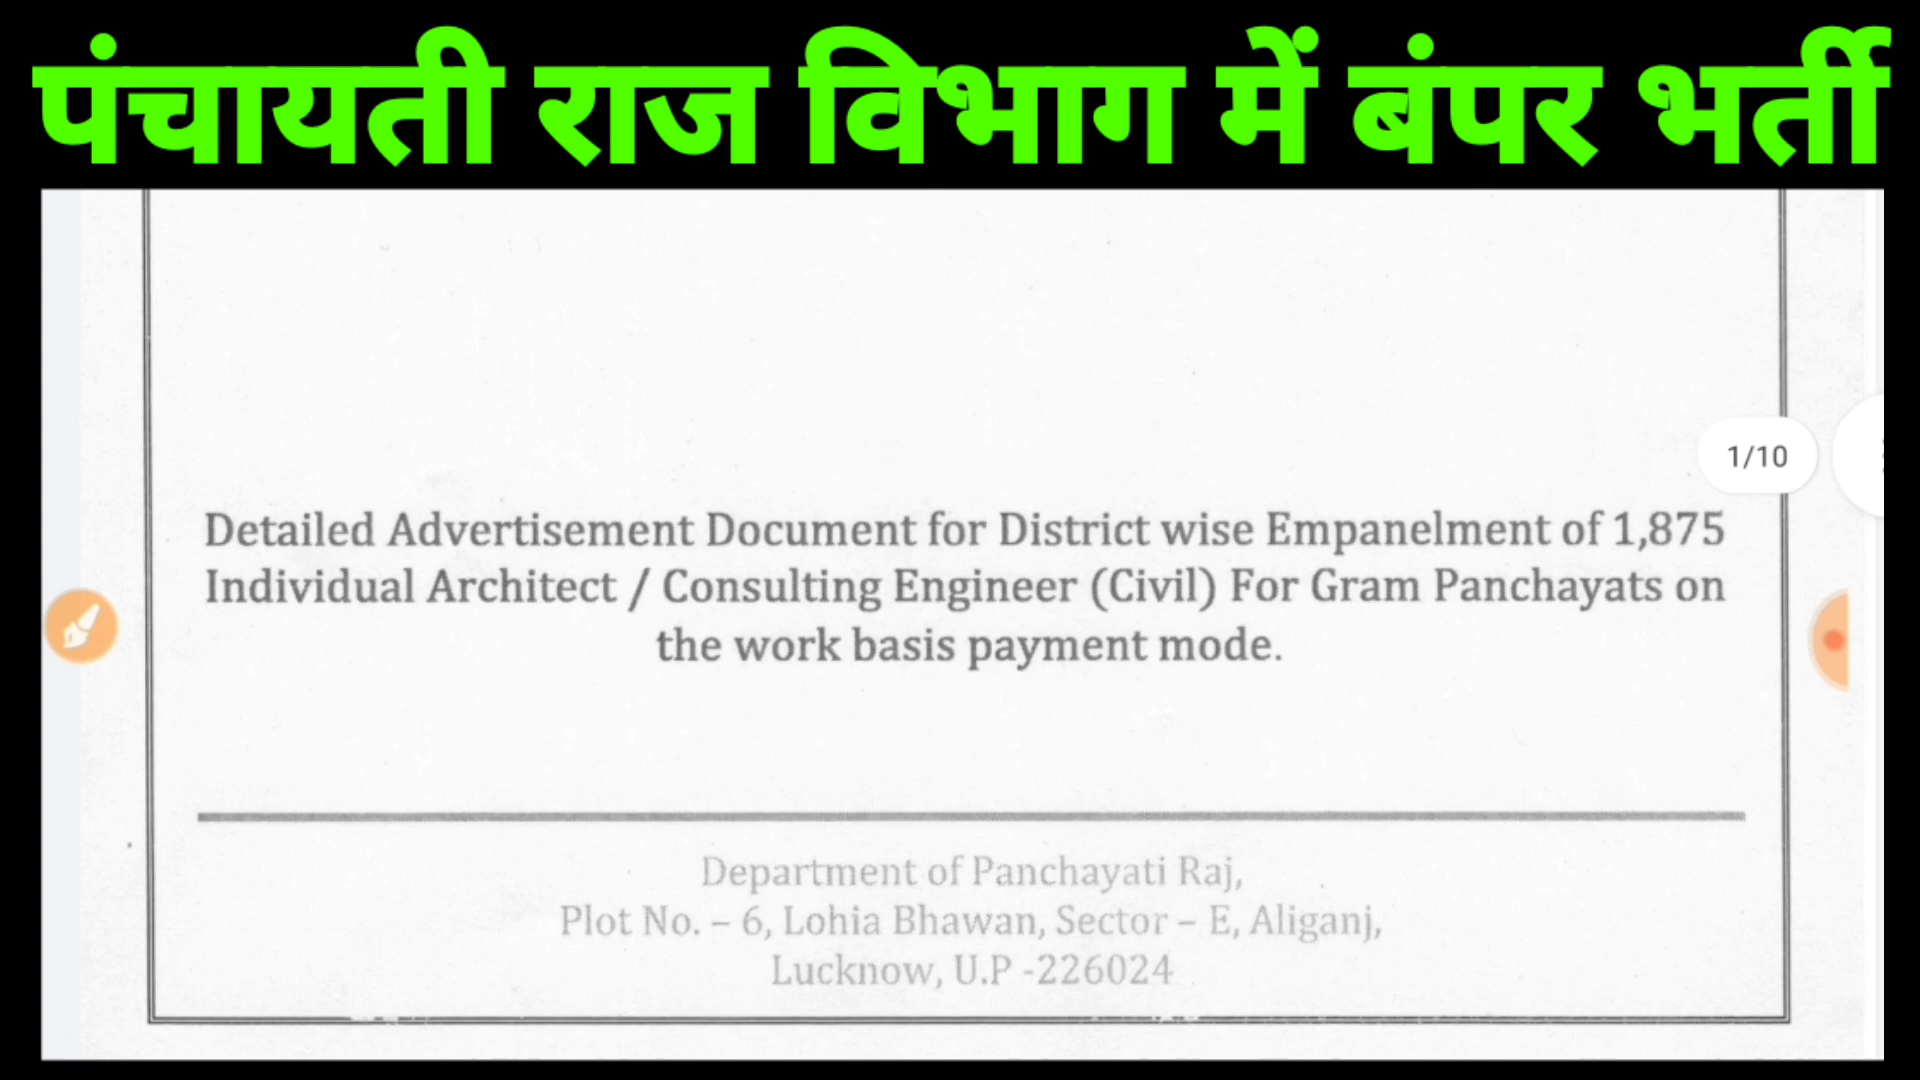 पंचायती राज विभाग में बंपर भर्ती
1/10
Detailed Advertisement Document for District wise Empanelment of 1,875
Individual Architect / Consulting Engineer (Civil) For Gram Panchayats on
the work basis payment mode.
Department of Panchayati Raj,
Plot No. – 6, Lohia Bhawan, Sector – E, Aliganj,
Lucknow, U.P -226024